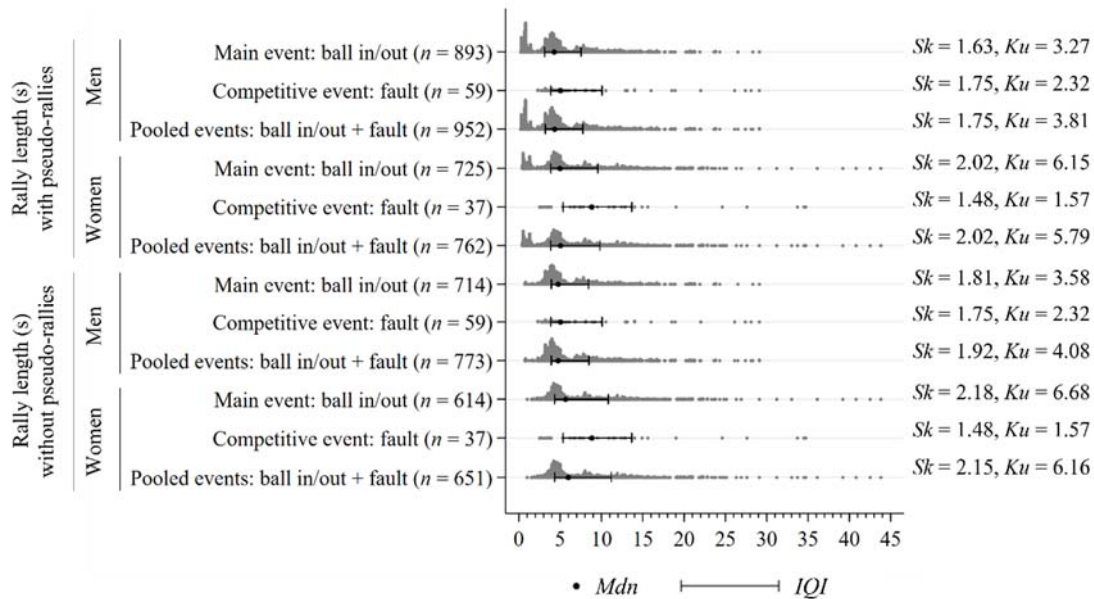 Rally length (s)
with pseudo-rallies
Men
Main event: ball in/out (n = 893)
Sk = 1.63, Ku = 3.27
Competitive event: fault (n = 59)
Sk = 1.75, Ku = 2.32
Pooled events: ball in/out + fault (n = 952)
Sk = 1.75, Ku = 3.81
Women
Main event: ball in/out (n = 725)
Sk = 2.02, Ku = 6.15
Competitive event: fault (n = 37)
Sk = 1.48, Ku = 1.57
Pooled events: ball in/out + fault (n = 762)
Sk = 2.02, Ku = 5.79
Rally length (s)
without pseudo-rallies
Men
Main event: ball in/out (n = 714)
Sk = 1.81, Ku = 3.58
Competitive event: fault (n = 59)
Sk = 1.75, Ku = 2.32
Pooled events: ball in/out + fault (n = 773)
Sk = 1.92, Ku = 4.08
Women
Main event: ball in/out (n = 614)
Sk = 2.18, Ku = 6.68
Competitive event: fault (n = 37)
Sk = 1.48, Ku = 1.57
Pooled events: ball in/out + fault (n = 651)
Sk = 2.15, Ku = 6.16
0 5 10 15 20 25 30 35 40 45
Mdn IQI